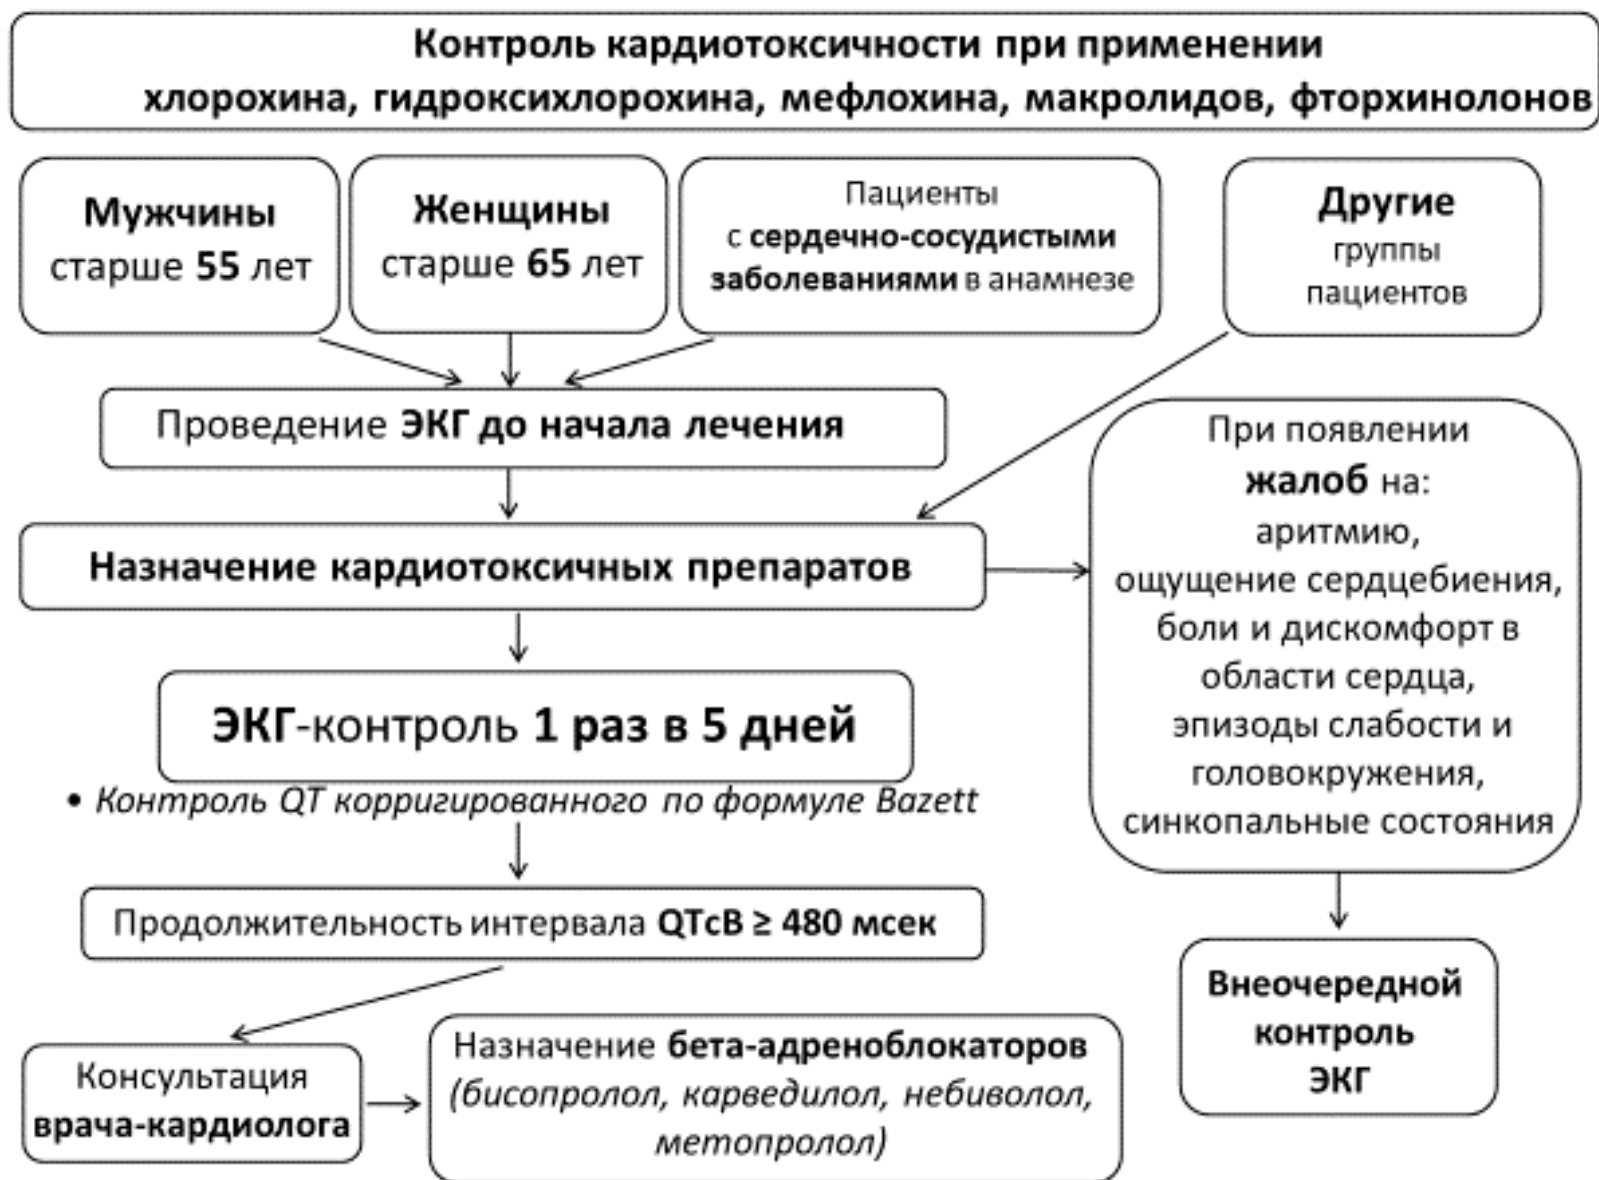 Контроль кардиотоксичности при применении
хлорохина, гидроксихлорохина, мефлохина, макролидов, фторхинолонов
Мужчины
старше 55 лет
Женщины
старше 65 лет
Пациенты
с сердечно-сосудистыми
заболеваниями в анамнезе
Другие
группы
пациентов
Проведение ЭКГ до начала лечения
Назначение кардиотоксичных препаратов
При появлении
жалоб на:
аритмию,
ощущение сердцебиения,
боли и дискомфорт в
области сердца,
эпизоды слабости и
головокружения,
синкопальные состояния
ЭКГ-контроль 1 раз в 5 дней
• Контроль QT корригированного по формуле Bazett
Продолжительность интервала QTcB ≥ 480 мсек
Внеочередной
контроль
ЭКГ
Консультация
врача-кардиолога
Назначение бета-адреноблокаторов
(бисопролол, карведилол, небиволол,
метопролол)